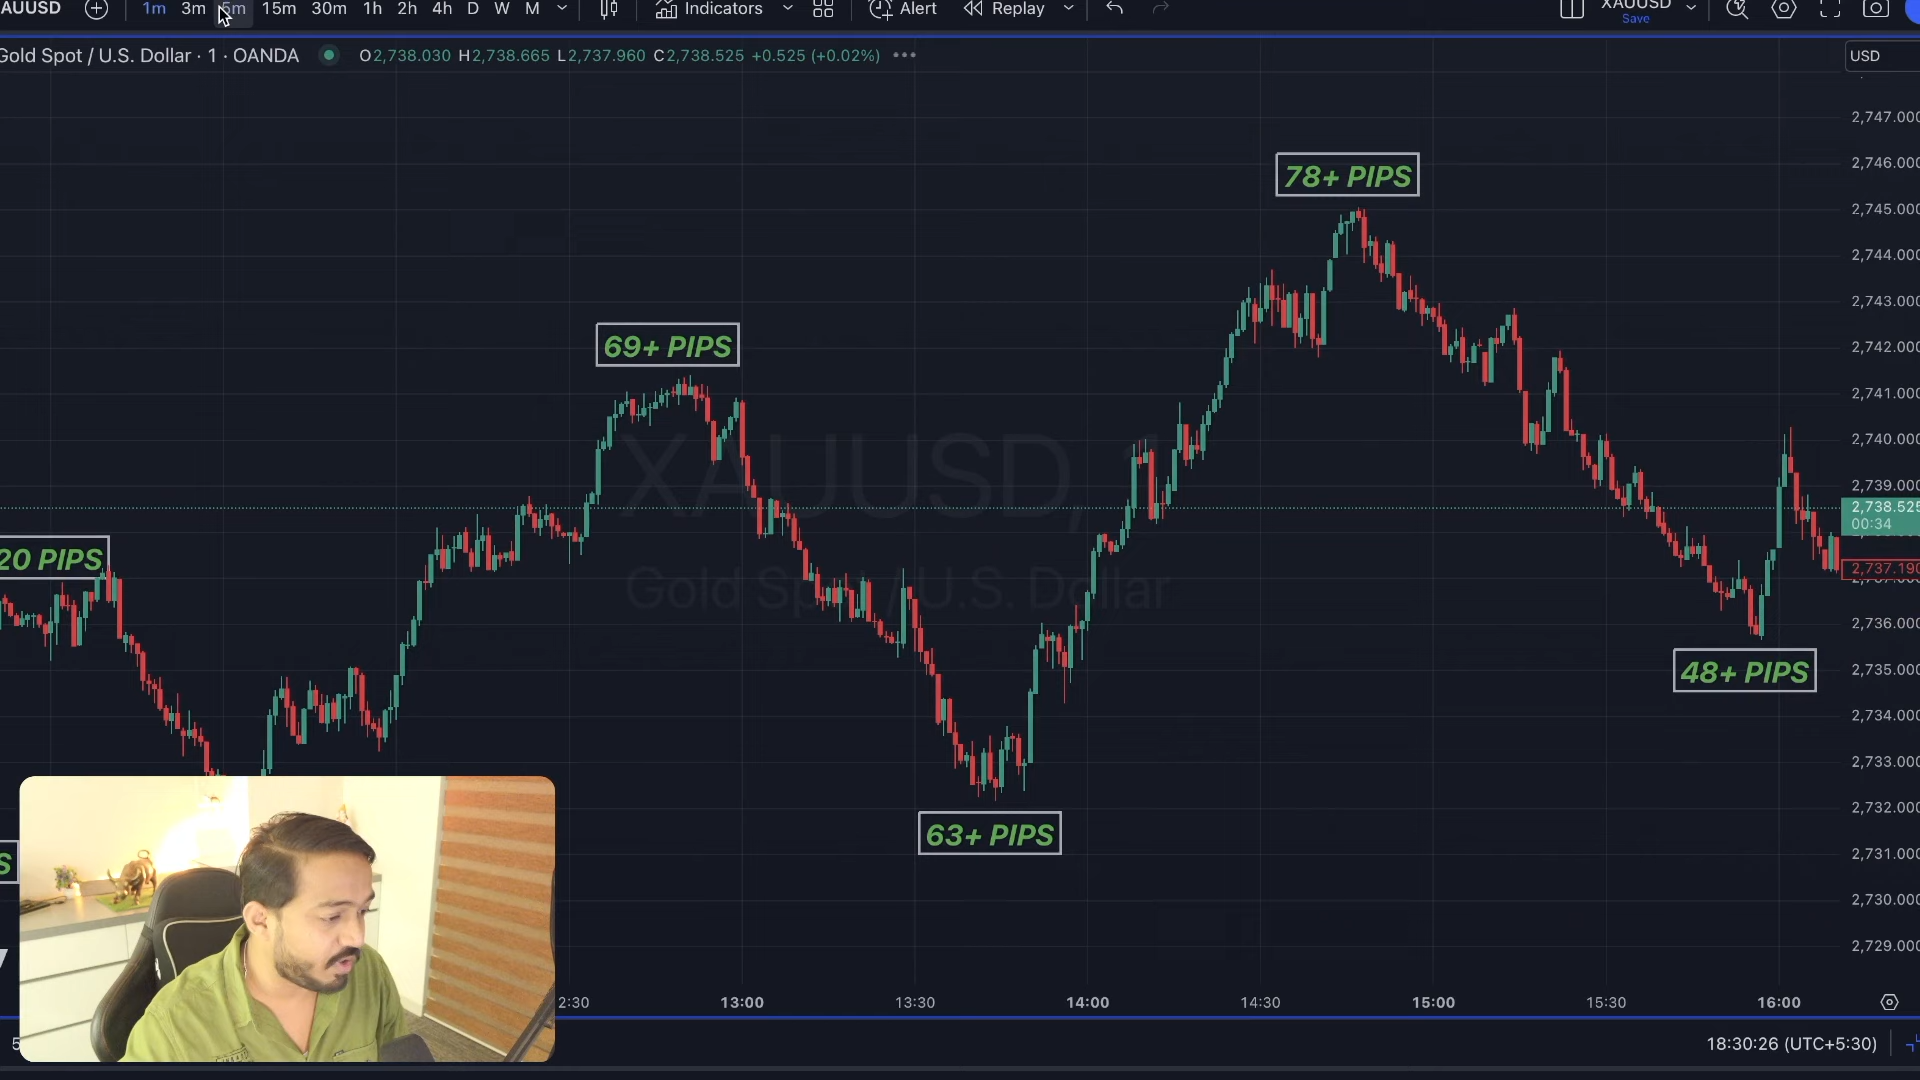 AUUSD 1m 3m 5m 15m 30m 1h 2h 4h D W M Indicators Alert Replay XAUUSD
Save
Gold Spot / U.S. Dollar · 1 · OANDA O2,738.030 H2,738.665 L2,737.960 C2,738.525 +0.525 (+0.02%)
USD
2,747.000
2,746.000
78+ PIPS
2,745.000
2,744.000
2,743.000
69+ PIPS
2,742.000
2,741.000
2,740.000
XAUUSD, 1
2,739.000
2,738.525
00:34
20 PIPS
2,737.190
Gold Spot / U.S. Dollar
2,736.000
48+ PIPS
2,735.000
2,734.000
2,733.000
2,732.000
63+ PIPS
2,731.000
S
2,730.000
2,729.000
2:30 13:00 13:30 14:00 14:30 15:00 15:30 16:00
5
18:30:26 (UTC+5:30)